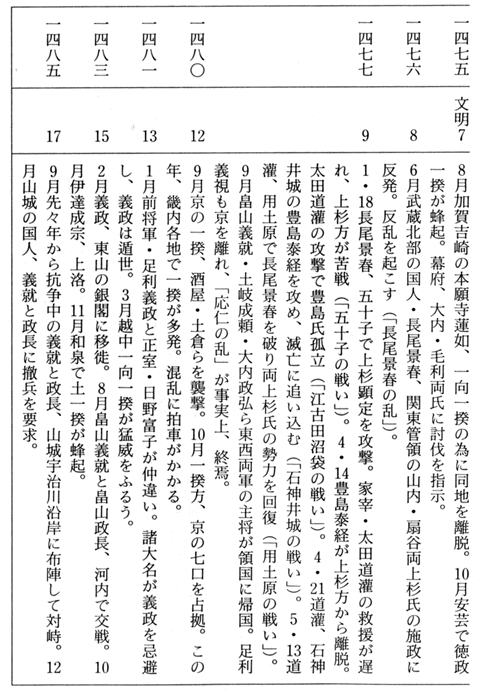 一四七五
文明7
8月加賀吉崎の本願寺蓮如、一向一揆の為に同地を離脱。10月安芸で徳政
一揆が蜂起。幕府、大内・毛利両氏に討伐を指示。
一四七六
8
6月武蔵北部の国人・長尾景春、関東管領の山内・扇谷両上杉氏の施政に
反発。反乱を起こす（「長尾景春の乱」）。
一四七七
9
1・18長尾景春、五十子で上杉顕定を攻撃。家宰・太田道灌の救援が遅
れ、上杉方が苦戦（「五十子の戦い」）。4・14豊島泰経が上杉方から離脱。
太田道灌の攻撃で豊島氏孤立（「江古田沼袋の戦い」）。4・21道灌、石神
井城の豊島泰経を攻め、滅亡に追い込む（「石神井城の戦い」）。5・13道
灌、用土原で長尾景春を破り両上杉氏の勢力を回復（「用土原の戦い」）。
9月畠山義就・土岐成頼・大内政弘ら東西両軍の主将が領国に帰国。足利
義視も京を離れ、「応仁の乱」が事実上、終焉。
一四八〇
12
9月京の一揆、酒屋・土倉らを襲撃。10月一揆方、京の七口を占拠。この
年、畿内各地で一揆が多発。混乱に拍車がかかる。
一四八一
13
1月前将軍・足利義政と正室・日野富子が仲違い。諸大名が義政を忌避
し、義政は遁世。3月越中一向一揆が猛威をふるう。
一四八三
15
2月義政、東山の銀閣に移徙。8月畠山義就と畠山政長、河内で交戦。10
月伊達成宗、上洛。11月和泉で土一揆が蜂起。
一四八五
17
9月先々年から抗争中の義就と政長、山城宇治川沿岸に布陣して対峙。12
月山城の国人、義就と政長に撤兵を要求。